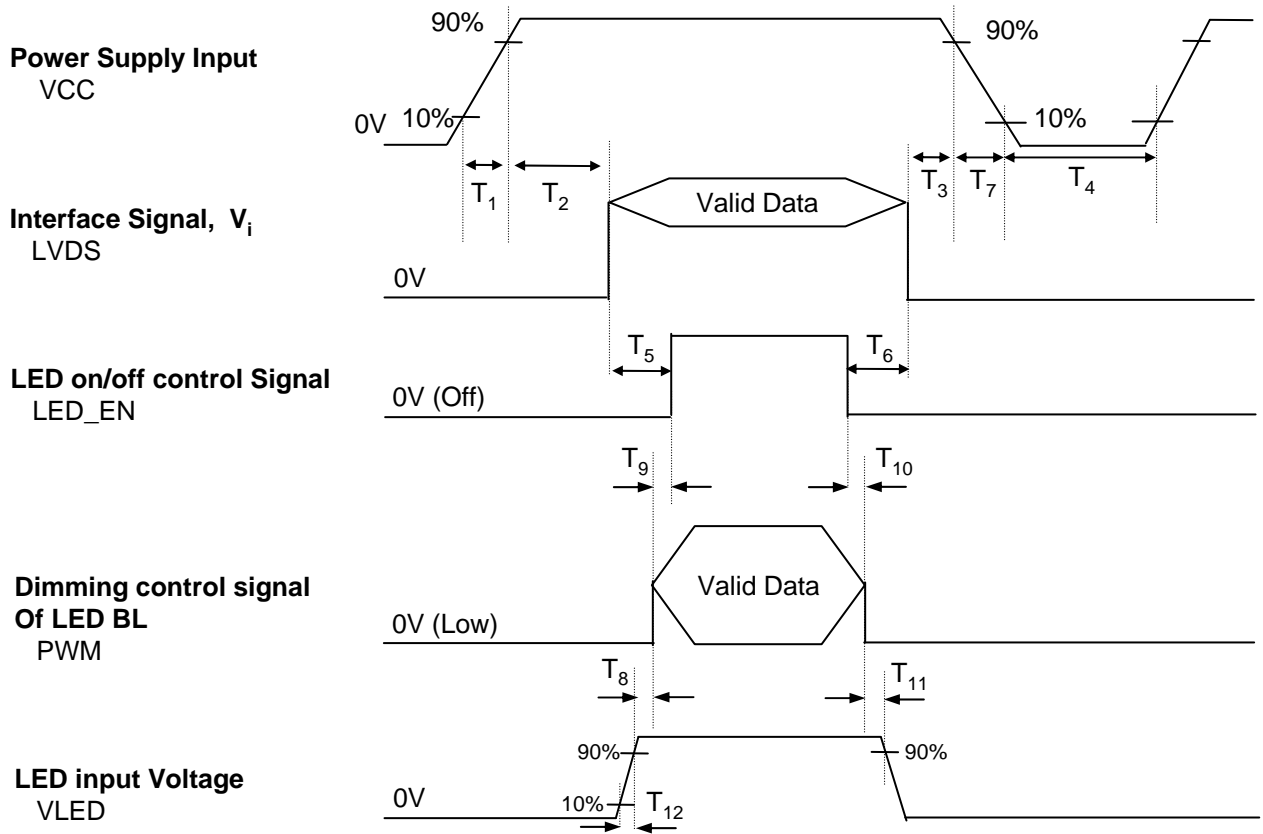 90%
90%
Power Supply Input
VCC
0V
10%
10%
T1
T2
T3
T7
T4
Interface Signal, Vi
LVDS
Valid Data
0V
T5
T6
LED on/off control Signal
LED_EN
0V (Off)
T9
T10
Dimming control signal
Of LED BL
PWM
Valid Data
0V (Low)
T8
T11
90%
90%
LED input Voltage
VLED
0V
10%
T12